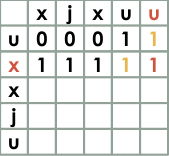 x j x u u
u 0 0 0 1 1
x 1 1 1 1 1
x
j
u